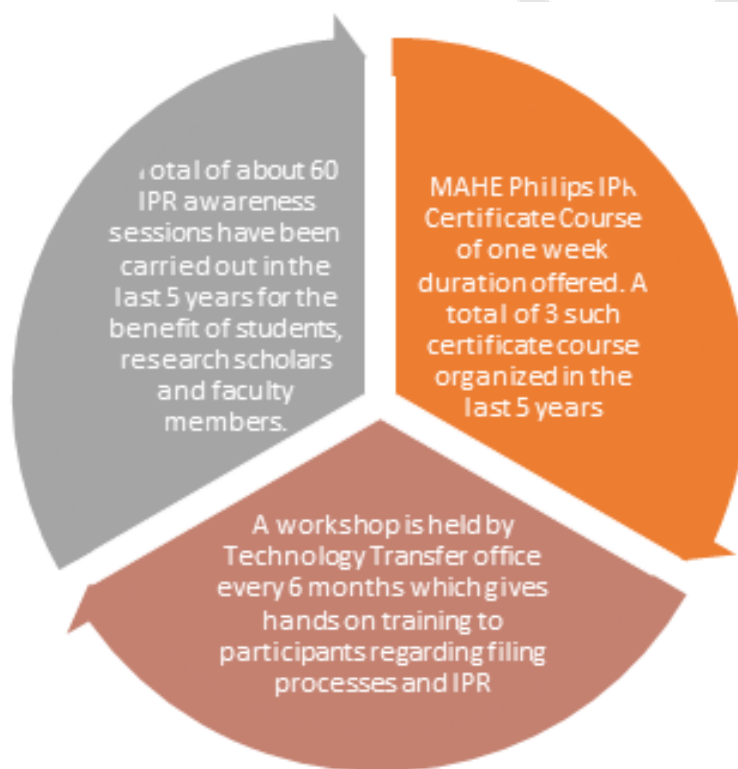 Total of about 60
IPR awareness
sessions have been
carried out in the
last 5 years for the
benefit of students,
research scholars
and faculty
members.
MAHE Philips IPR
Certificate Course
of one week
duration offered. A
total of 3 such
certificate course
organized in the
last 5 years
A workshop is held by
Technology Transfer office
every 6 months which gives
hands on training to
participants regarding filing
processes and IPR